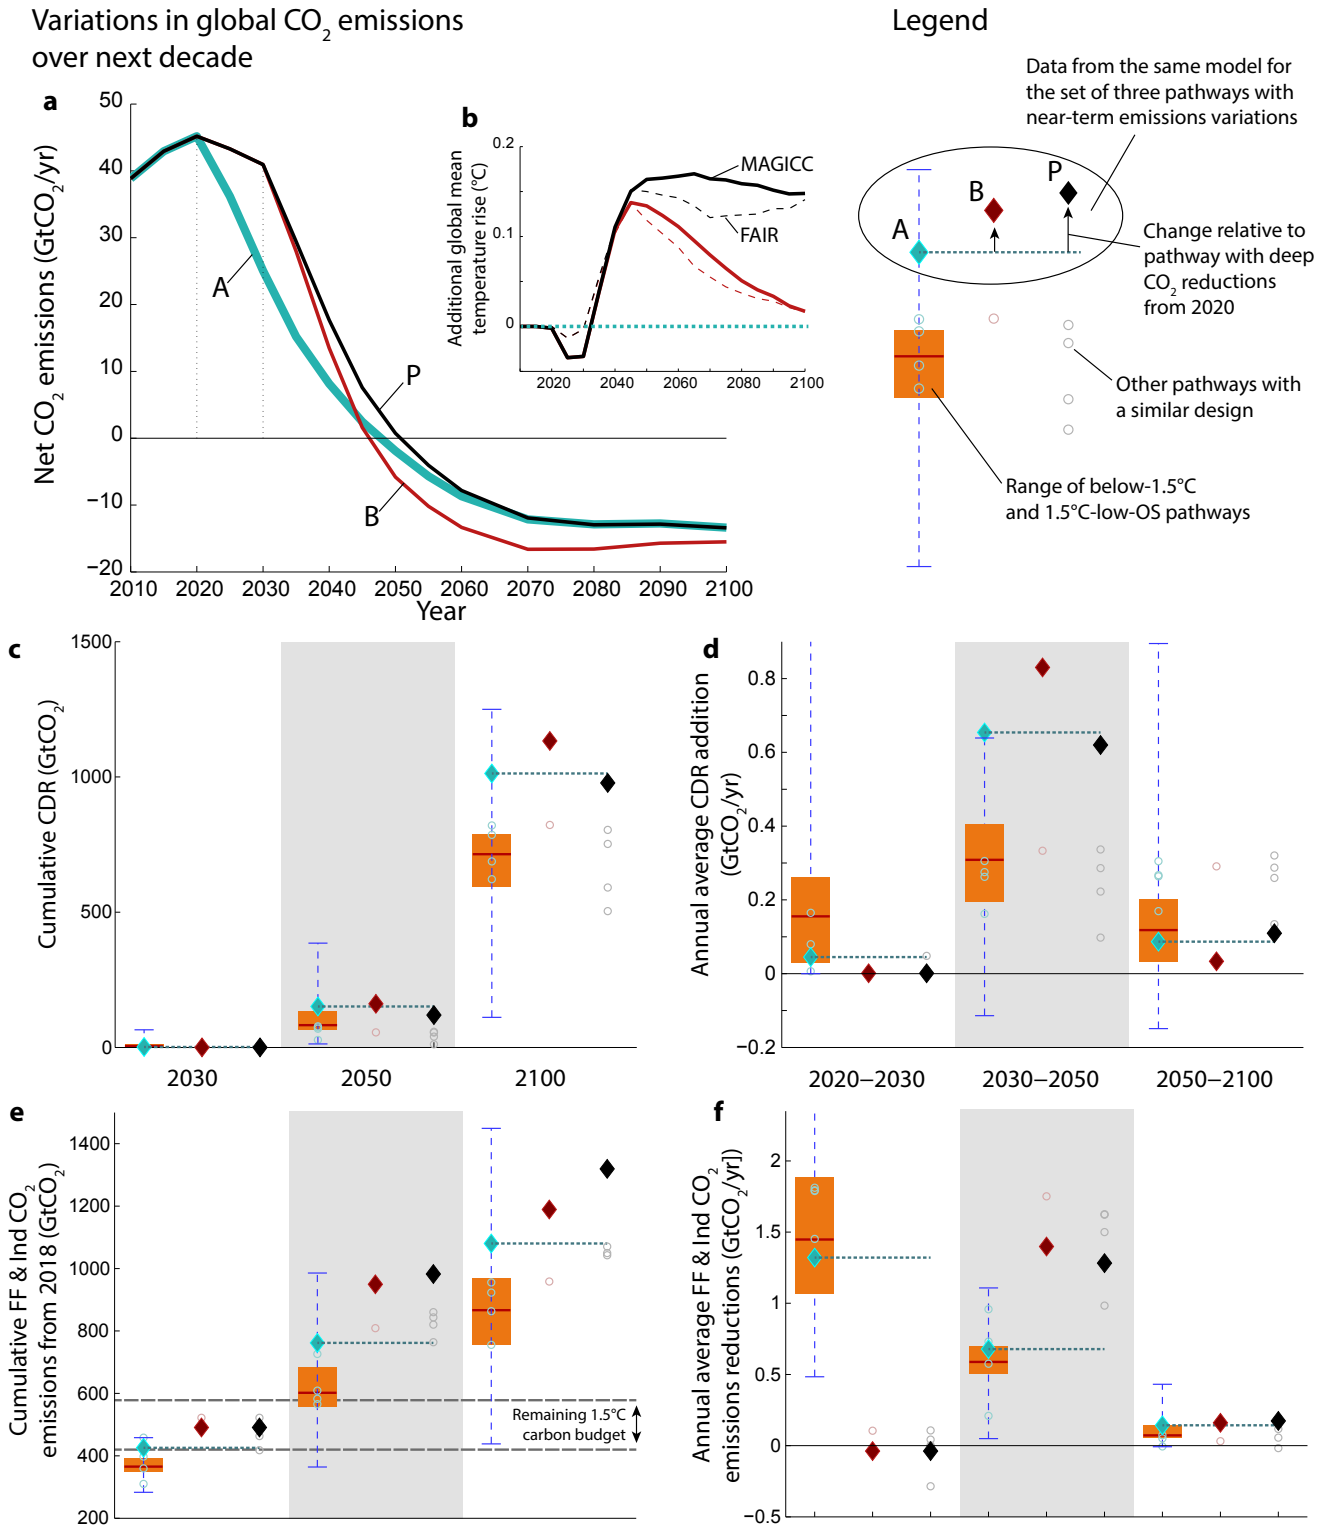 Variations in global CO2 emissions
over next decade
Legend
Data from the same model for
the set of three pathways with
near-term emissions variations
A
B
P
Change relative to
pathway with deep
CO2 reductions
from 2020
Other pathways with
a similar design
Range of below-1.5°C
and 1.5°C-low-OS pathways
a
Net CO2 emissions (GtCO2/yr)
50
40
30
20
10
0
−10
−20
A
P
B
2010 2020 2030 2040 2050 2060 2070 2080 2090 2100
Year
b
Additional global mean
temperature rise (°C)
0.2
0.1
0
MAGICC
FAIR
2020 2040 2060 2080 2100
c
Cumulative CDR (GtCO2)
1500
1000
500
0
2030 2050 2100
d
Annual average CDR addition
(GtCO2/yr)
0.8
0.6
0.4
0.2
0
−0.2
2020−2030 2030−2050 2050−2100
e
Cumulative FF & Ind CO2
emissions from 2018 (GtCO2)
1400
1200
1000
800
600
400
200
Remaining 1.5°C
carbon budget
f
Annual average FF & Ind CO2
emissions reductions (GtCO2/yr])
2
1.5
1
0.5
0
−0.5